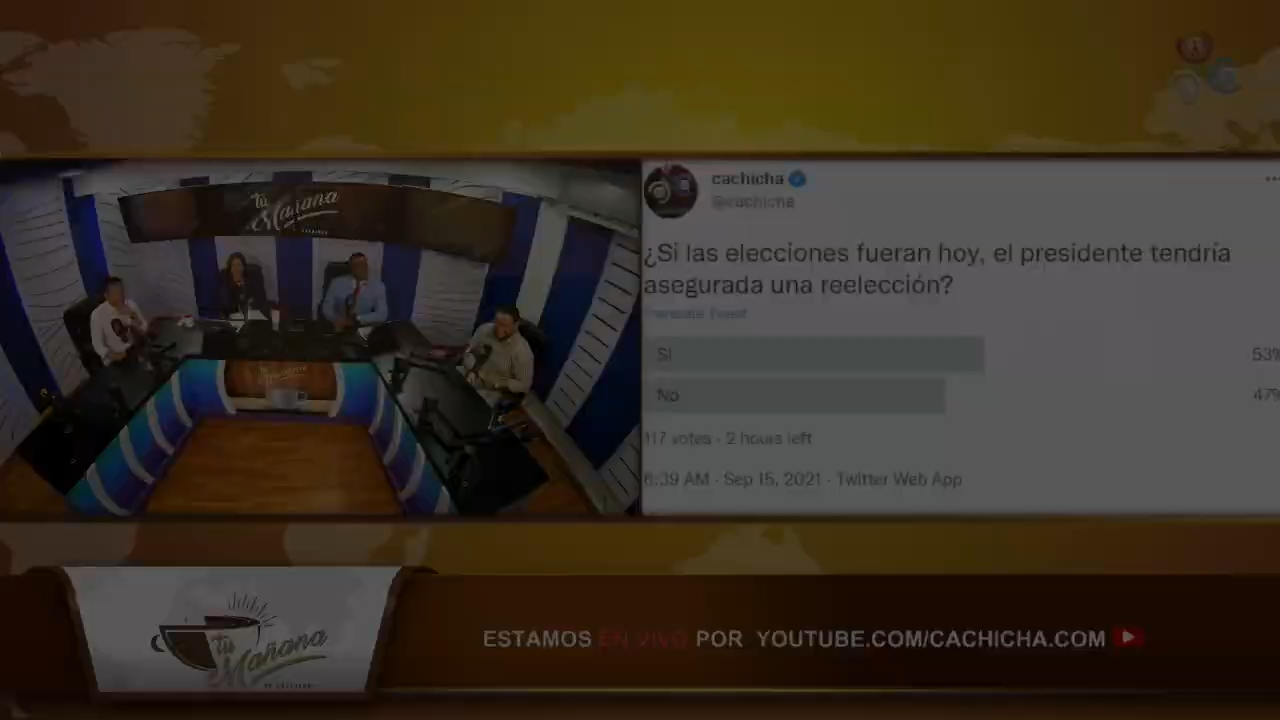 tu
Mañana
cachicha
@cachicha
¿Si las elecciones fueran hoy, el presidente tendría
asegurada una reelección?
Translate Tweet
Si 53%
No 47%
117 votes · 2 hours left
6:39 AM · Sep 15, 2021 · Twitter Web App
tu
Mañana
ESTAMOS EN VIVO POR YOUTUBE.COM/CACHICHA.COM